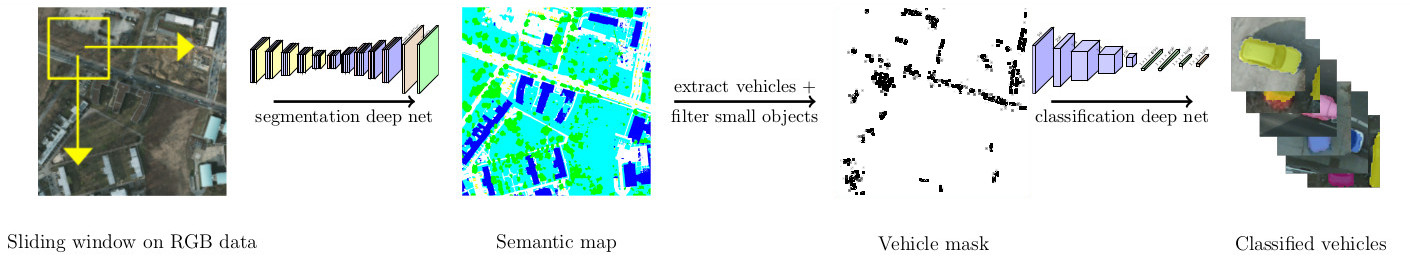 segmentation deep net
extract vehicles +
filter small objects
classification deep net
Sliding window on RGB data
Semantic map
Vehicle mask
Classified vehicles